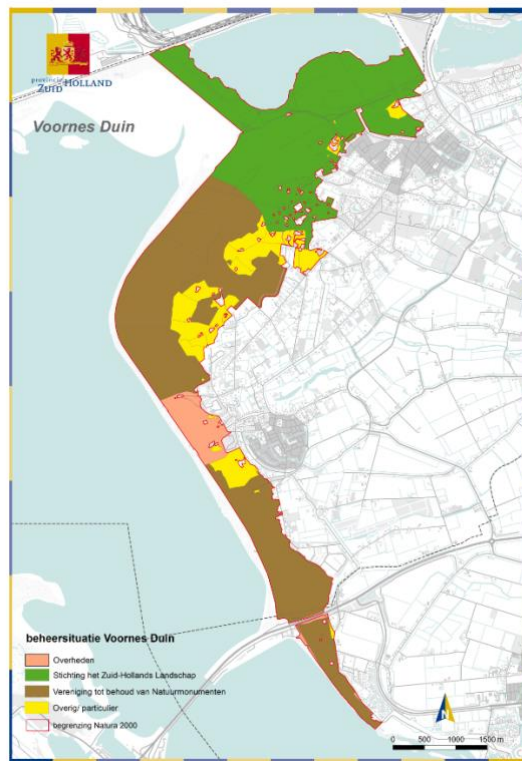 provincie
ZUID HOLLAND
Voornes Duin
beheersituatie Voornes Duin
Overheden
Stichting het Zuid-Hollands Landschap
Vereniging tot behoud van Natuurmonumenten
Overig/ particulier
begrenzing Natura 2000
N
0 500 1000 1500 m